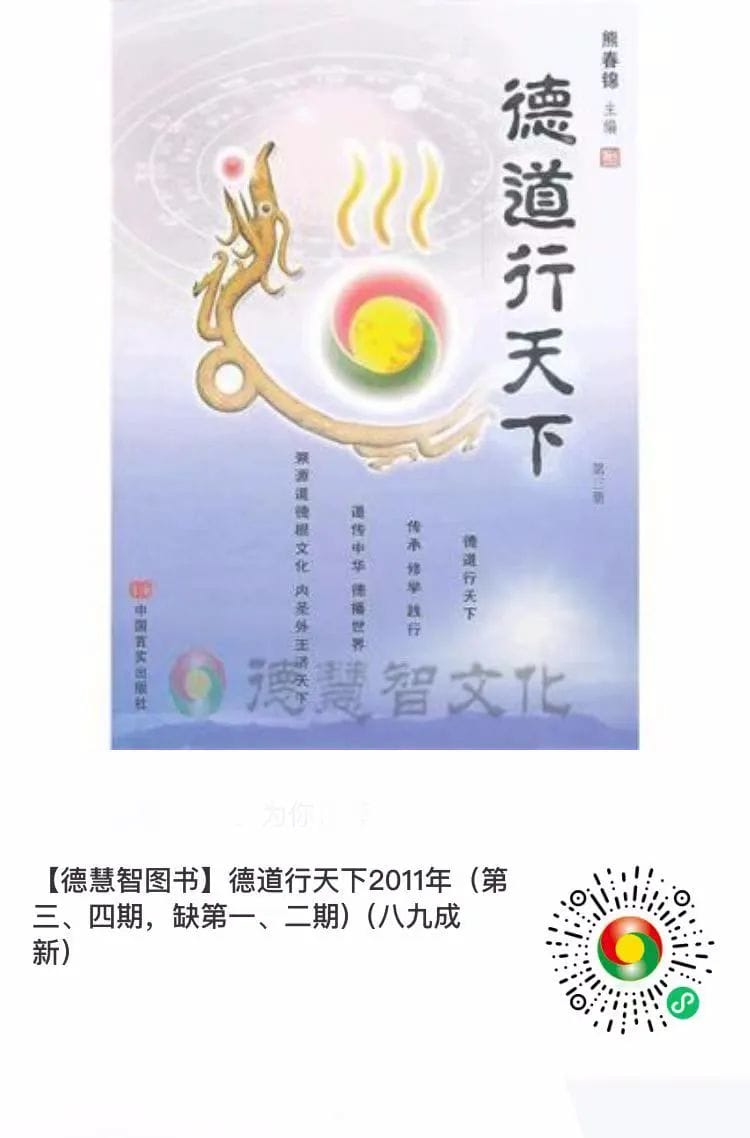 熊春锦 主编
德道行天下
第三册
德道行天下
传承 修学 践行
道传中华 德播世界
溯源道德根文化 内圣外王济天下
中国言实出版社
德慧智文化
为你
【德慧智图书】德道行天下2011年（第
三、四期，缺第一、二期）（八九成
新）